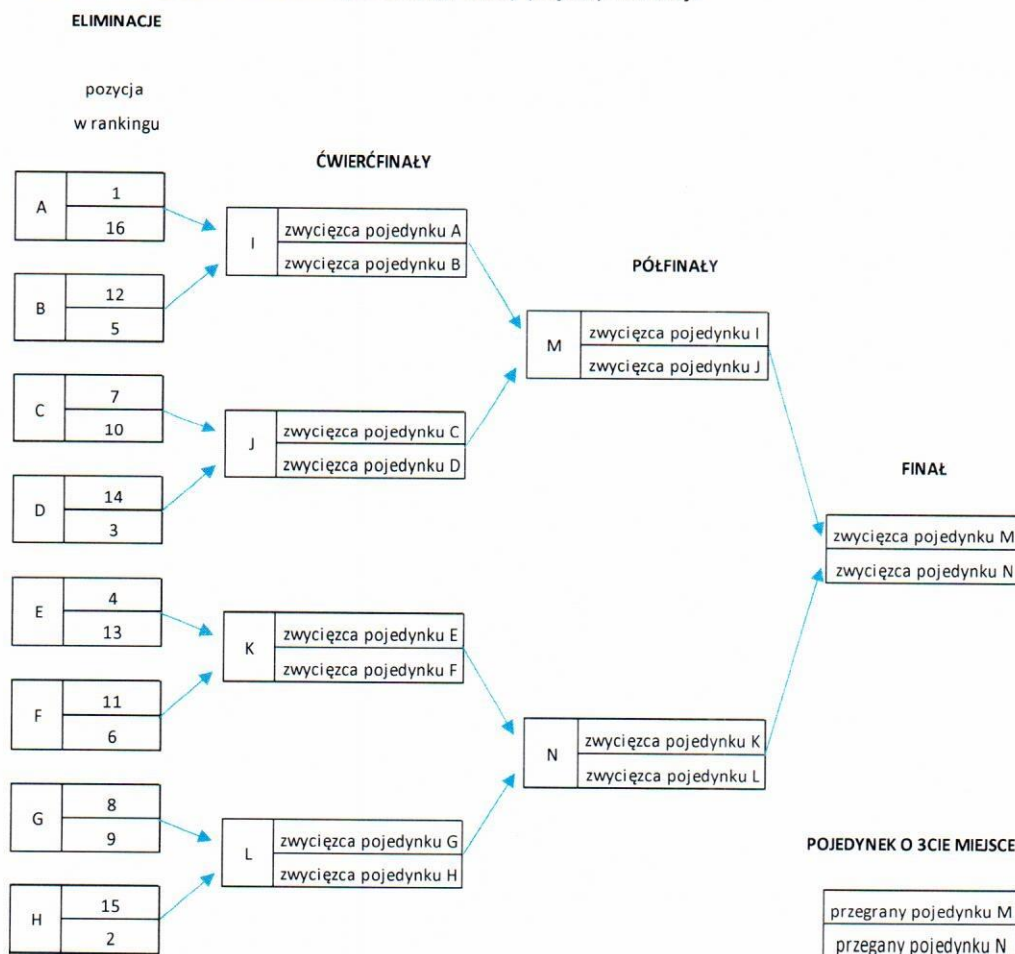 ELIMINACJE
pozycja
w rankingu
A
1
16
B
12
5
C
7
10
D
14
3
E
4
13
F
11
6
G
8
9
H
15
2
ĆWIERĆFINAŁY
I
zwycięzca pojedynku A
zwycięzca pojedynku B
J
zwycięzca pojedynku C
zwycięzca pojedynku D
K
zwycięzca pojedynku E
zwycięzca pojedynku F
L
zwycięzca pojedynku G
zwycięzca pojedynku H
PÓŁFINAŁY
M
zwycięzca pojedynku I
zwycięzca pojedynku J
N
zwycięzca pojedynku K
zwycięzca pojedynku L
FINAŁ
zwycięzca pojedynku M
zwycięzca pojedynku N
POJEDYNEK O 3CIE MIEJSCE
przegrany pojedynku M
przegany pojedynku N